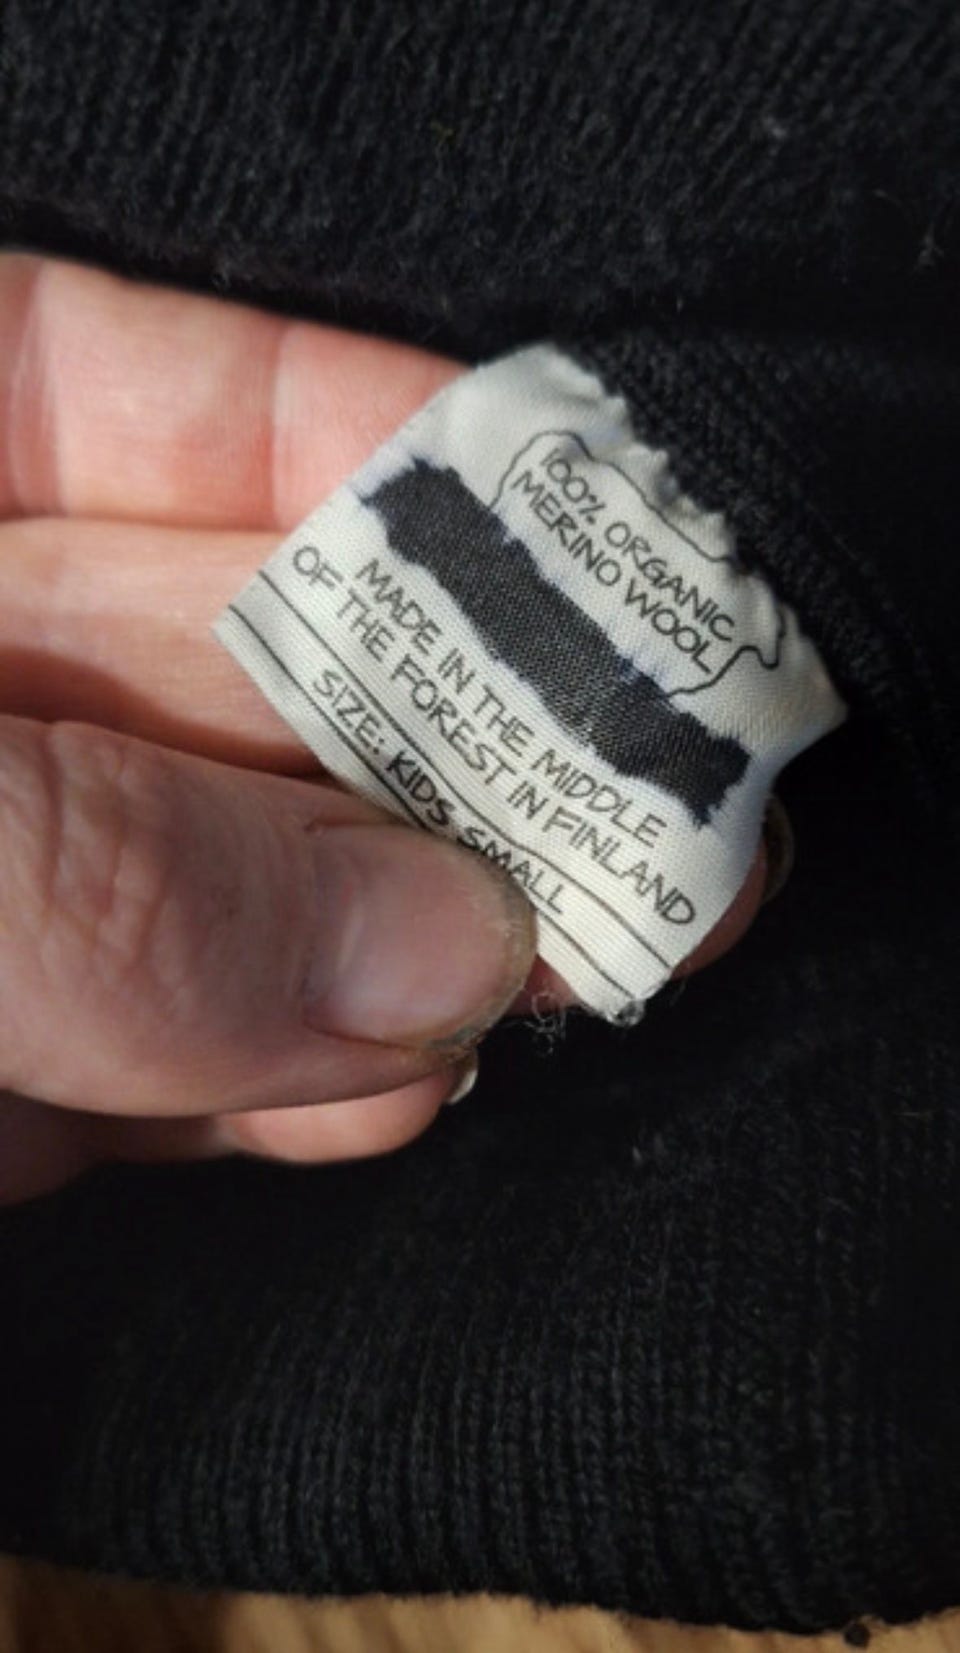 100% ORGANIC
MERINO WOOL
MADE IN THE MIDDLE
OF THE FOREST IN FINLAND
SIZE: KIDS SMALL